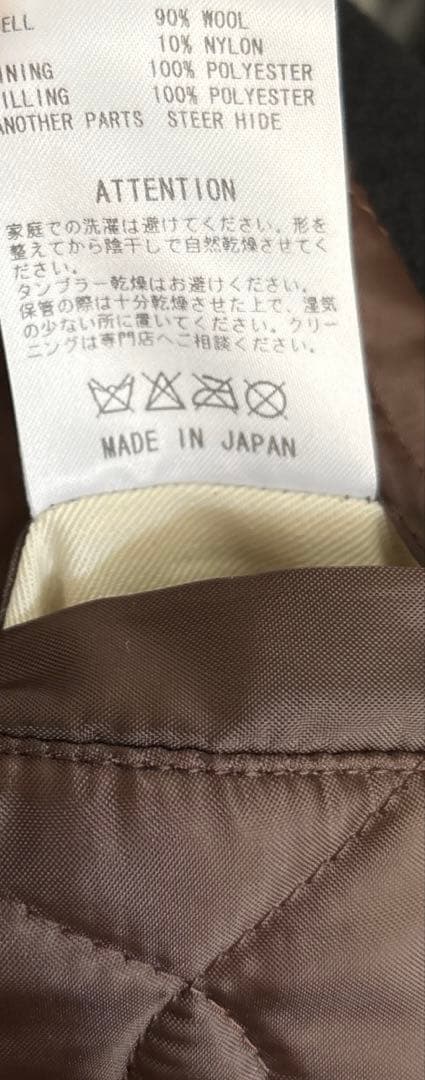 ELL 90% WOOL
10% NYLON
INING 100% POLYESTER
ILLING 100% POLYESTER
ANOTHER PARTS STEER HIDE
ATTENTION
家庭での洗濯は避けてください。形を
整えてから陰干しで自然乾燥させてく
ださい。
タンブラー乾燥はお避けください。
保管の際は十分乾燥させた上で、湿気
の少ない所に置いてください。クリー
ニングは専門店へご相談ください。
MADE IN JAPAN